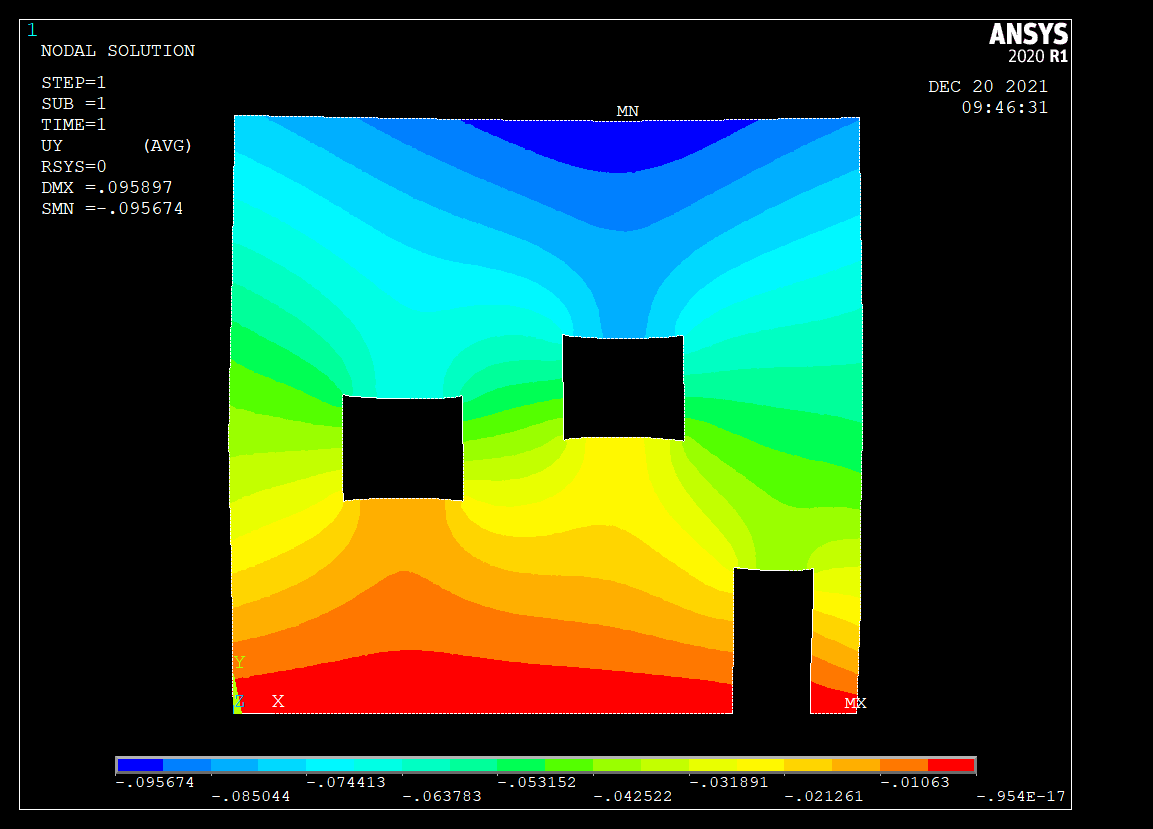 1
NODAL SOLUTION
STEP=1
SUB =1
TIME=1
UY (AVG)
RSYS=0
DMX =.095897
SMN =-.095674
ANSYS
2020 R1
DEC 20 2021
09:46:31
MN
Y
Z X
MX
-.095674 -.074413 -.053152 -.031891 -.01063
-.085044 -.063783 -.042522 -.021261 -.954E-17